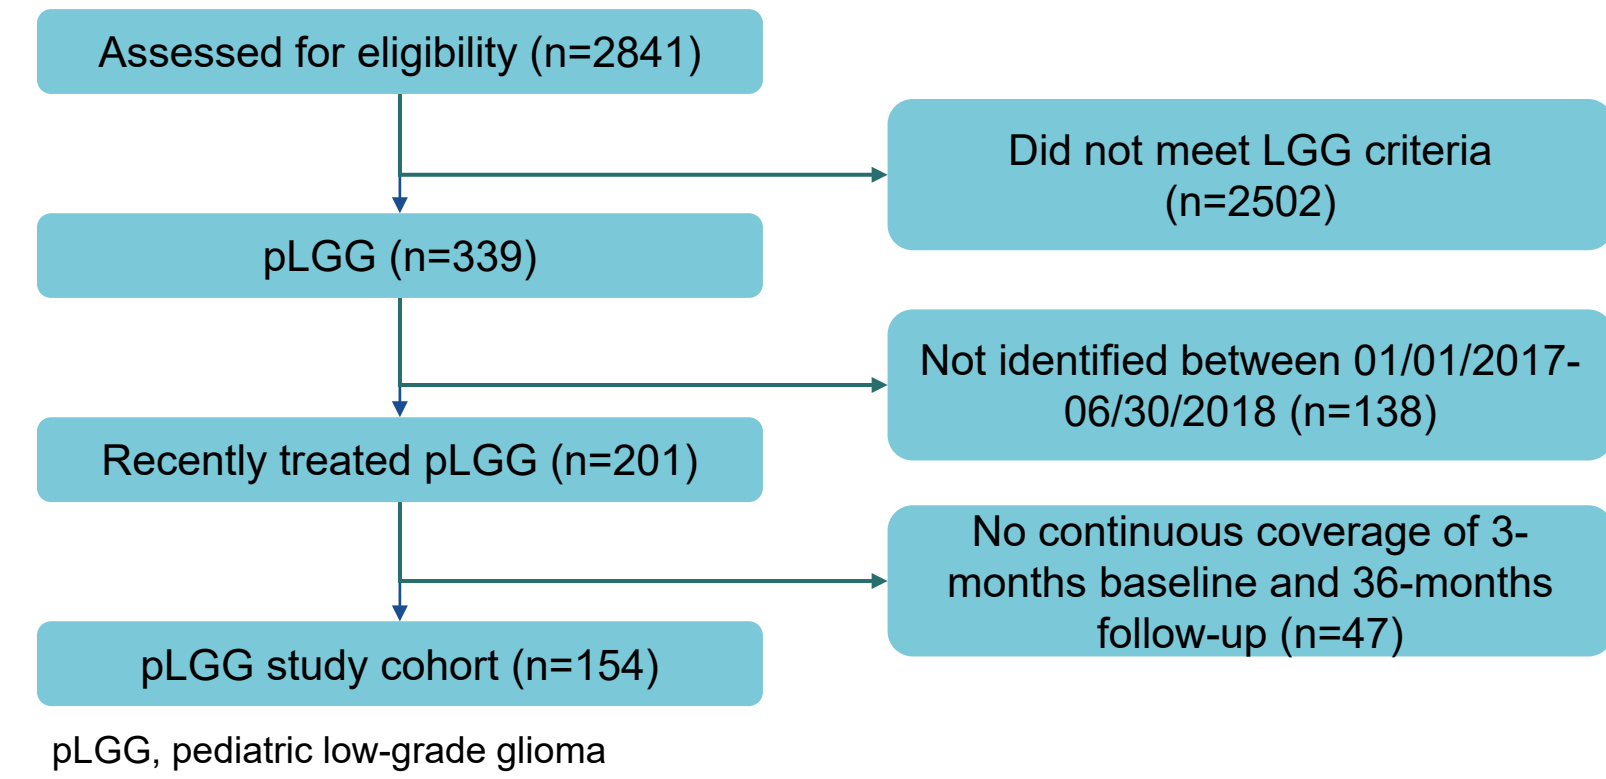 Assessed for eligibility (n=2841)
Did not meet LGG criteria
(n=2502)
pLGG (n=339)
Not identified between 01/01/2017-
06/30/2018 (n=138)
Recently treated pLGG (n=201)
No continuous coverage of 3-
months baseline and 36-months
follow-up (n=47)
pLGG study cohort (n=154)
pLGG, pediatric low-grade glioma